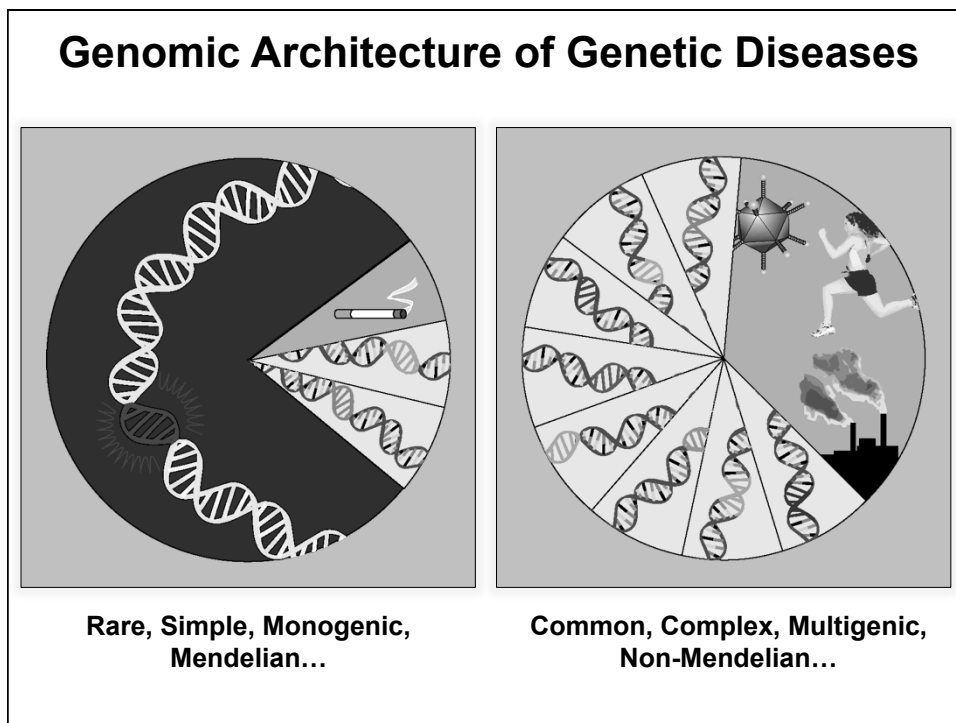 Genomic Architecture of Genetic Diseases
Rare, Simple, Monogenic,
Mendelian…
Common, Complex, Multigenic,
Non-Mendelian…